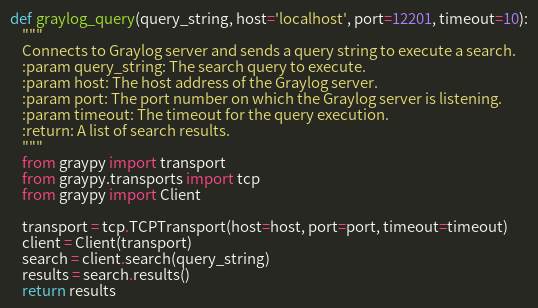 def graylog_query(query_string, host='localhost', port=12201, timeout=10):
"""
Connects to Graylog server and sends a query string to execute a search.
:param query_string: The search query to execute.
:param host: The host address of the Graylog server.
:param port: The port number on which the Graylog server is listening.
:param timeout: The timeout for the query execution.
:return: A list of search results.
"""
from graypy import transport
from graypy.transports import tcp
from graypy import Client

transport = tcp.TCPTransport(host=host, port=port, timeout=timeout)
client = Client(transport)
search = client.search(query_string)
results = search.results()
return results